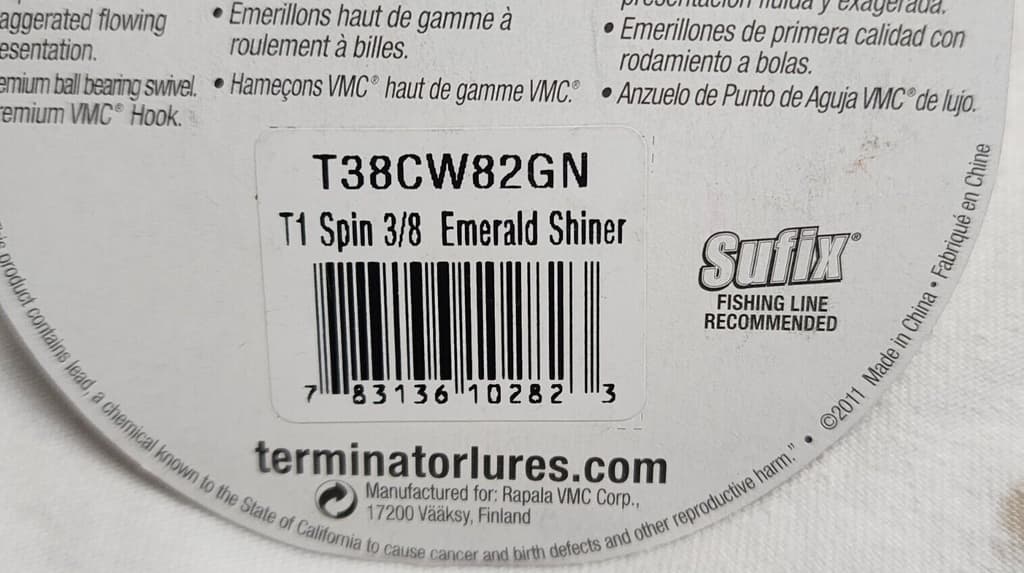 aggerated flowing
esentation.
emium ball bearing swivel.
remium VMC® Hook.
• Emerillons haut de gamme à
roulement à billes.
• Hameçons VMC® haut de gamme VMC.®
presentación fluida y exagerada.
• Emerillones de primera calidad con
rodamiento a bolas.
• Anzuelo de Punto de Aguja VMC® de lujo.
T38CW82GN
T1 Spin 3/8 Emerald Shiner
7 83136 10282 3
Sufix®
FISHING LINE
RECOMMENDED
terminatorlures.com
Manufactured for: Rapala VMC Corp.,
17200 Vääksy, Finland
This product contains lead, a chemical known to the State of California to cause cancer and birth defects and other reproductive harm." • ©2011 Made in China • Fabriqué en Chine